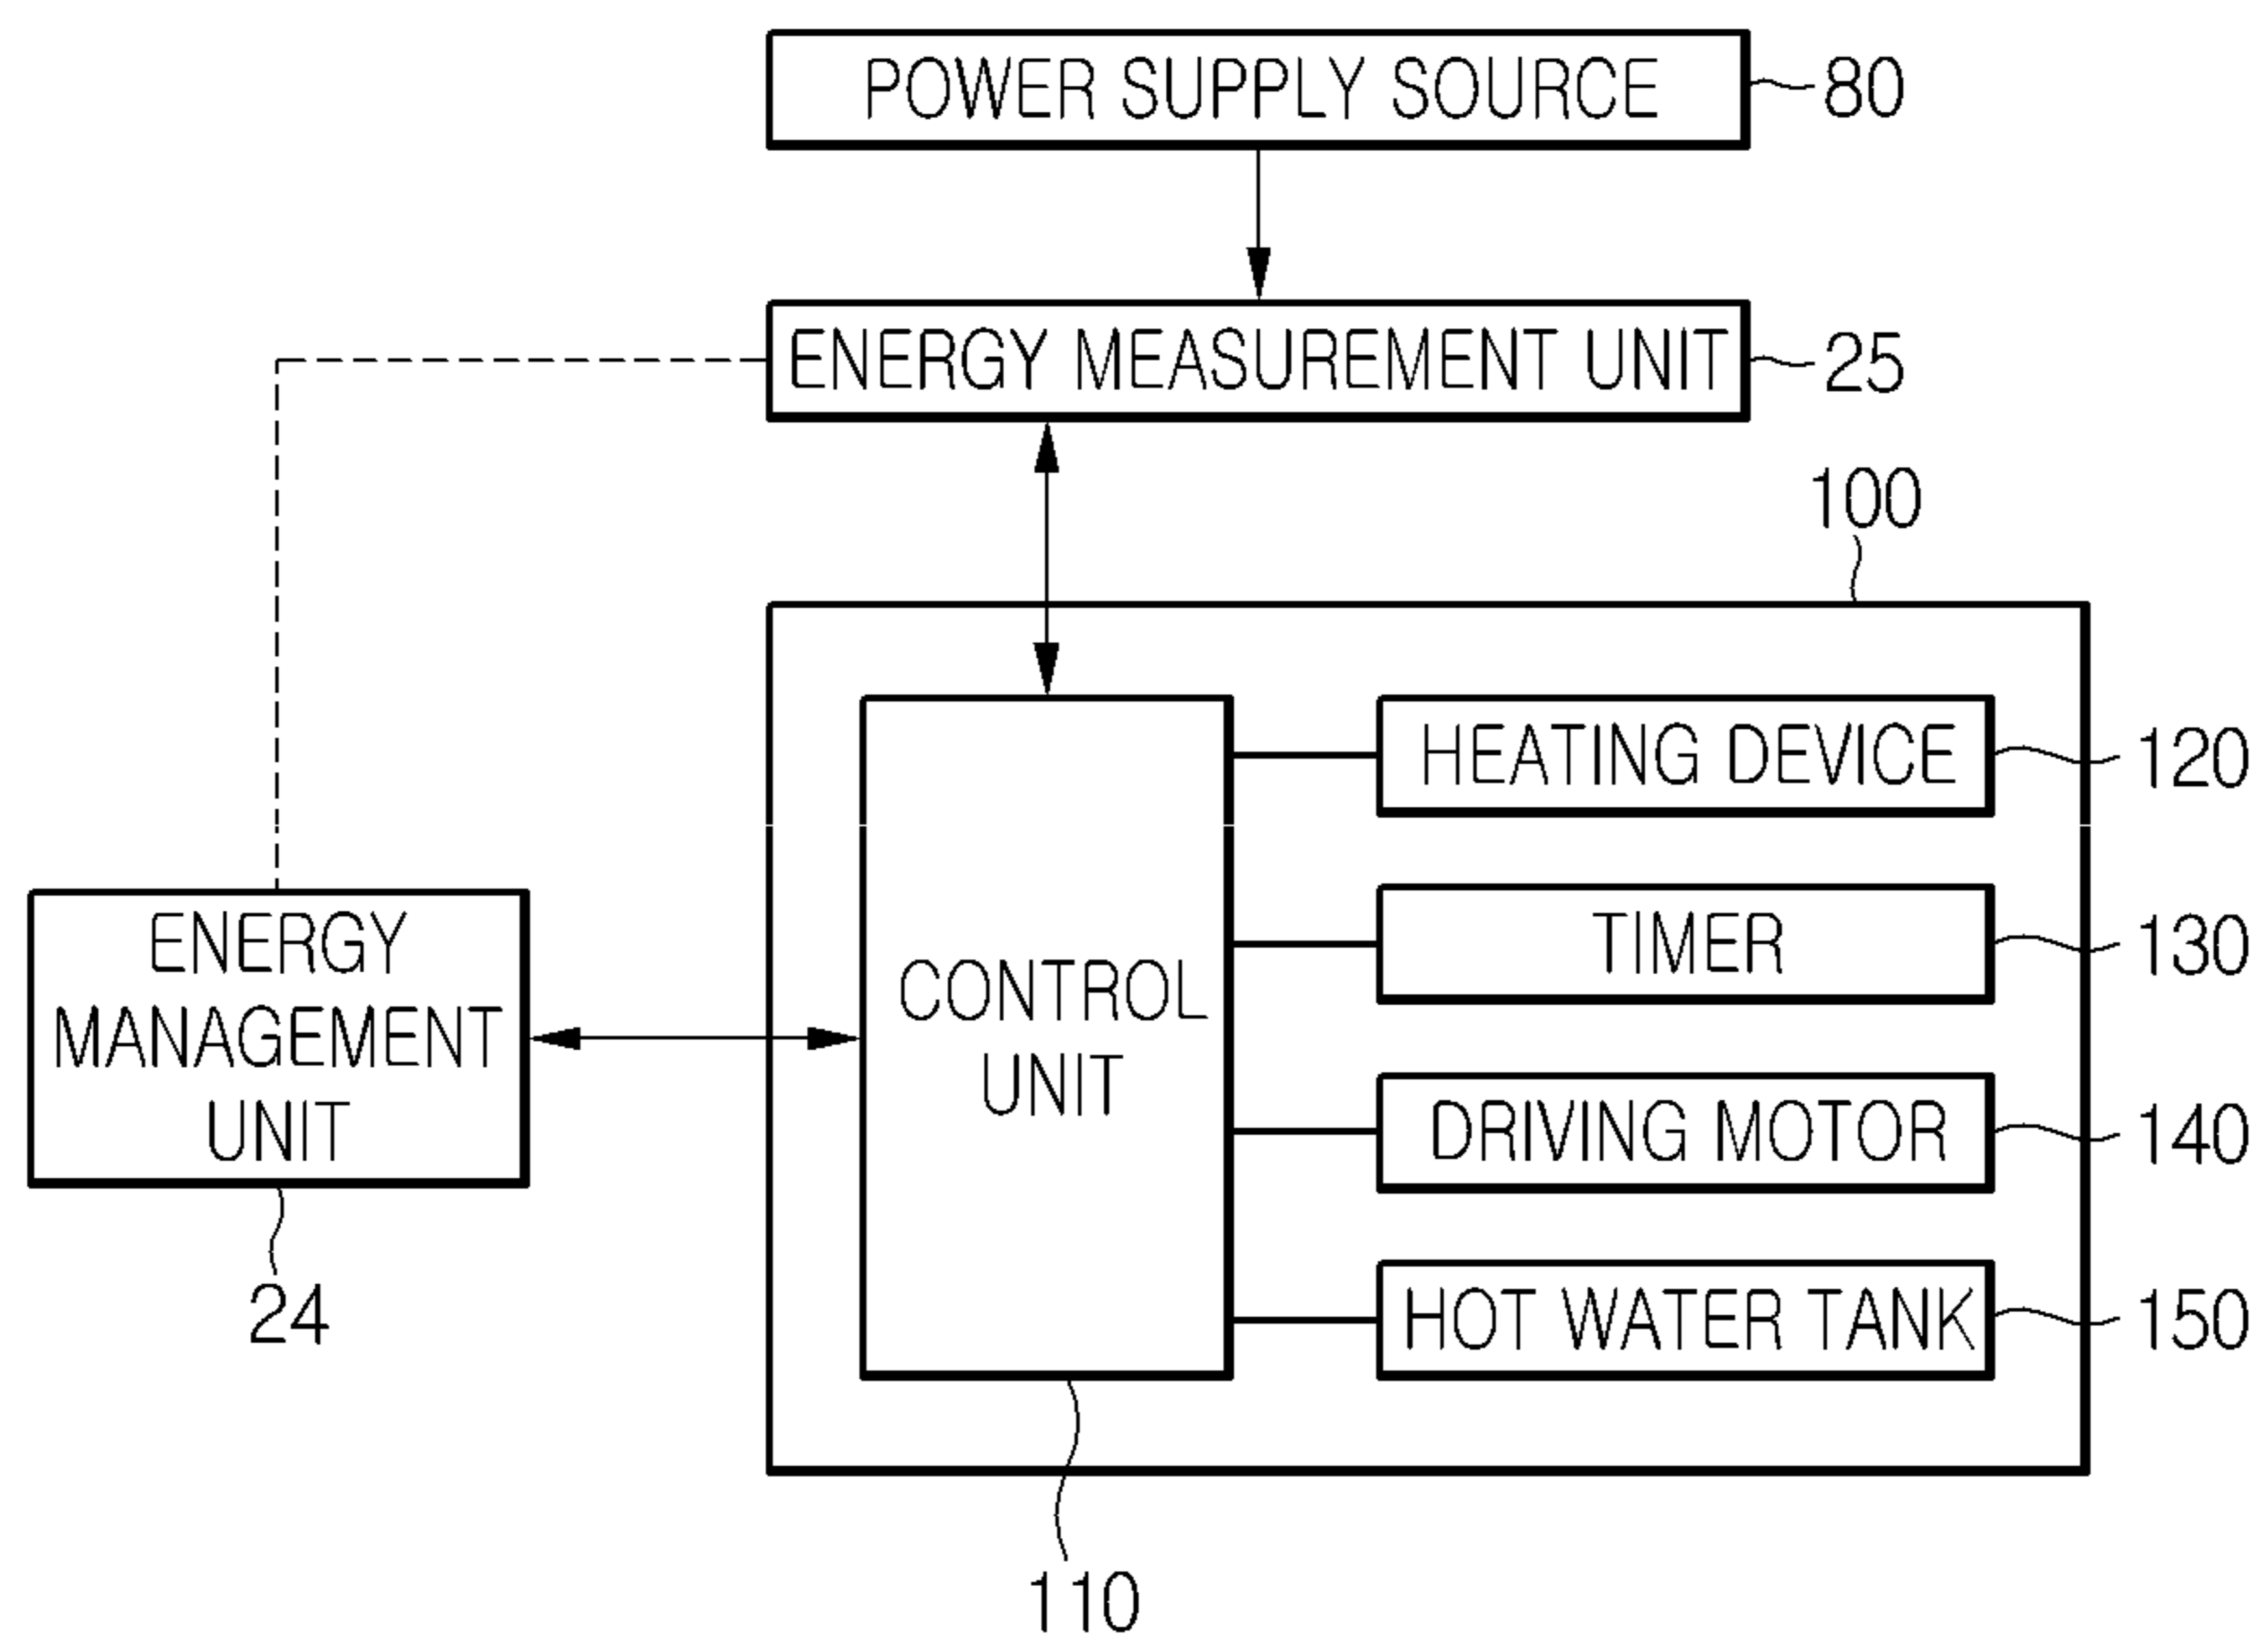 POWER SUPPLY SOURCE
80
ENERGY MEASUREMENT UNIT
25
100
HEATING DEVICE
120
TIMER
130
ENERGY
MANAGEMENT
UNIT
24
CONTROL
UNIT
110
DRIVING MOTOR
140
HOT WATER TANK
150